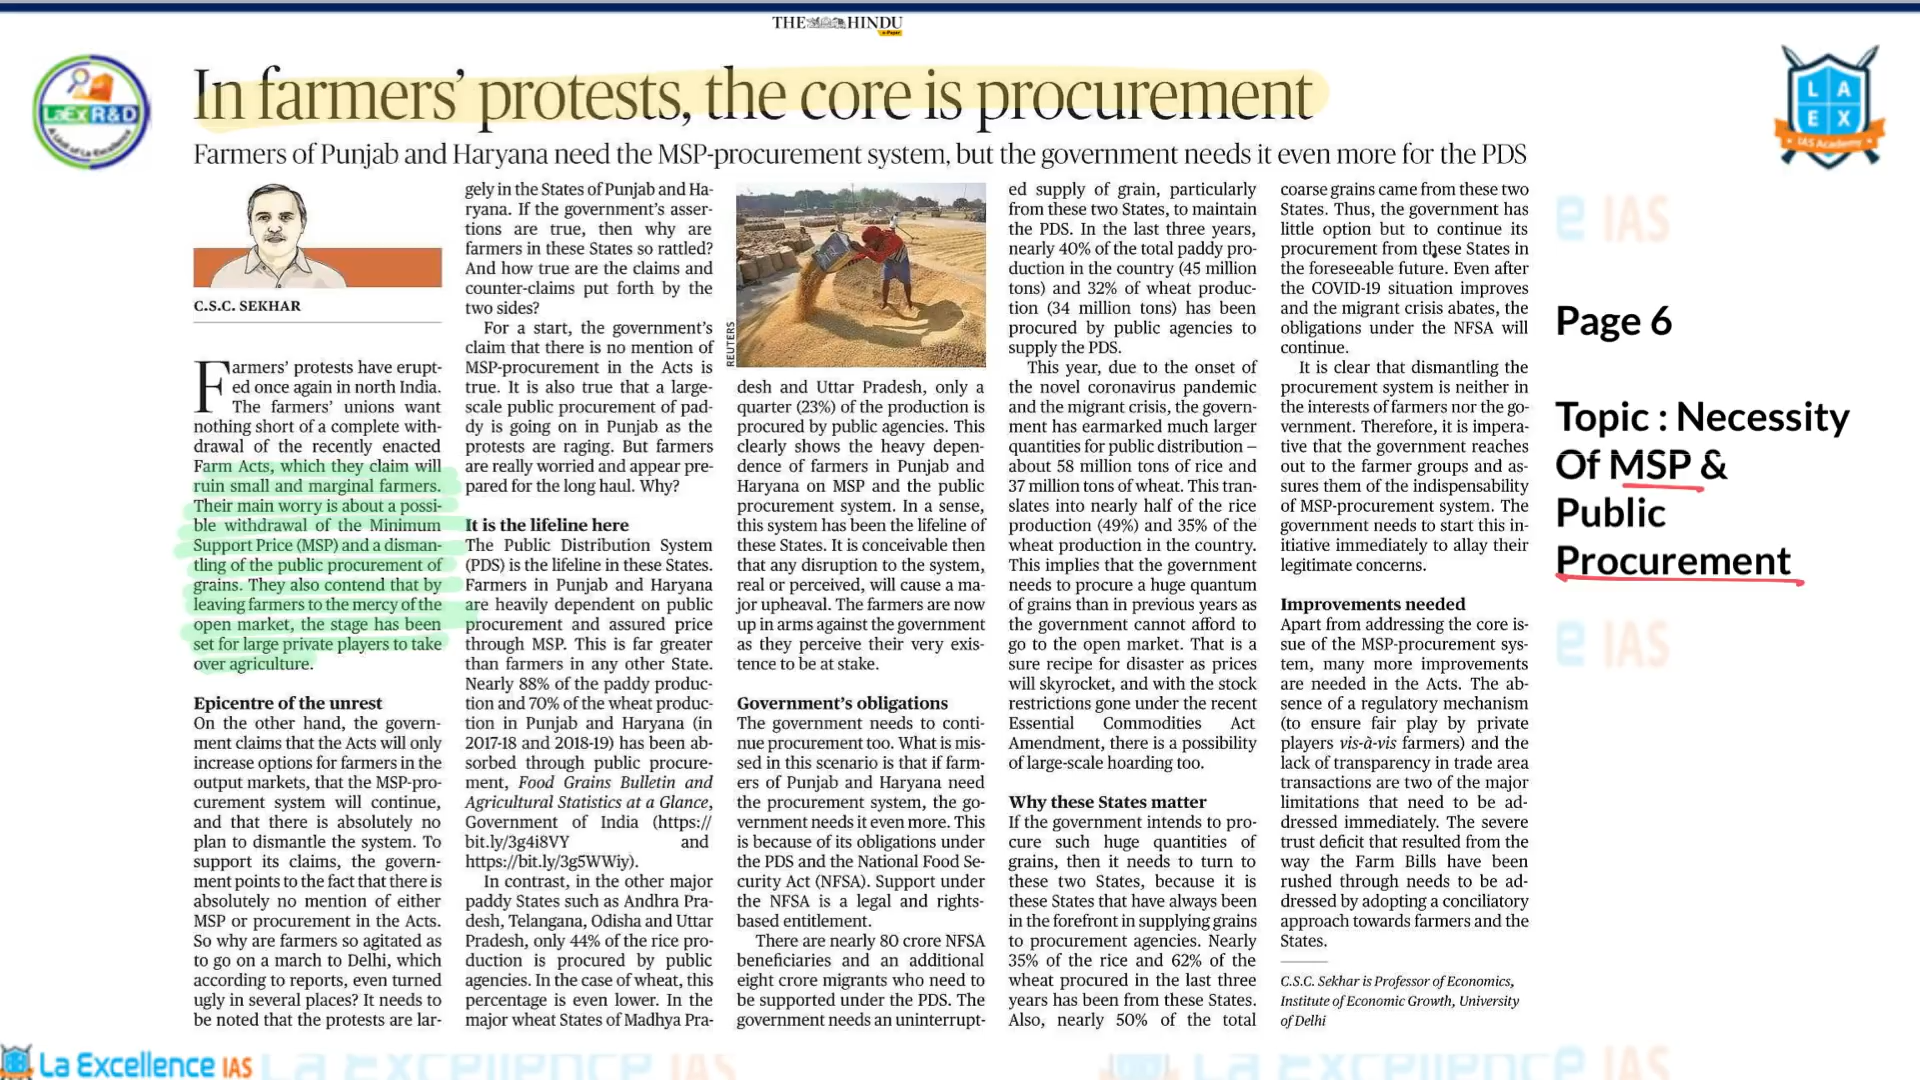 THE HINDU
e-Paper
In farmers' protests, the core is procurement
Farmers of Punjab and Haryana need the MSP-procurement system, but the government needs it even more for the PDS
LaEx R&D
A Unit of La Excellence
L A
E X
IAS Academy
C.S.C. SEKHAR
Farmers' protests have erupt-
ed once again in north India.
The farmers' unions want
nothing short of a complete with-
drawal of the recently enacted
Farm Acts, which they claim will
ruin small and marginal farmers.
Their main worry is about a possi-
ble withdrawal of the Minimum
Support Price (MSP) and a disman-
tling of the public procurement of
grains. They also contend that by
leaving farmers to the mercy of the
open market, the stage has been
set for large private players to take
over agriculture.
Epicentre of the unrest
On the other hand, the govern-
ment claims that the Acts will only
increase options for farmers in the
output markets, that the MSP-pro-
curement system will continue,
and that there is absolutely no
plan to dismantle the system. To
support its claims, the govern-
ment points to the fact that there is
absolutely no mention of either
MSP or procurement in the Acts.
So why are farmers so agitated as
to go on a march to Delhi, which
according to reports, even turned
ugly in several places? It needs to
be noted that the protests are lar-
gely in the States of Punjab and Ha-
ryana. If the government's asser-
tions are true, then why are
farmers in these States so rattled?
And how true are the claims and
counter-claims put forth by the
two sides?
For a start, the government's
claim that there is no mention of
MSP-procurement in the Acts is
true. It is also true that a large-
scale public procurement of pad-
dy is going on in Punjab as the
protests are raging. But farmers
are really worried and appear pre-
pared for the long haul. Why?
It is the lifeline here
The Public Distribution System
(PDS) is the lifeline in these States.
Farmers in Punjab and Haryana
are heavily dependent on public
procurement and assured price
through MSP. This is far greater
than farmers in any other State.
Nearly 88% of the paddy produc-
tion and 70% of the wheat produc-
tion in Punjab and Haryana (in
2017-18 and 2018-19) has been ab-
sorbed through public procure-
ment, Food Grains Bulletin and
Agricultural Statistics at a Glance,
Government of India (https://
bit.ly/3g4i8VY and
https://bit.ly/3g5WWiy).
In contrast, in the other major
paddy States such as Andhra Pra-
desh, Telangana, Odisha and Uttar
Pradesh, only 44% of the rice pro-
duction is procured by public
agencies. In the case of wheat, this
percentage is even lower. In the
major wheat States of Madhya Pra-
REUTERS
desh and Uttar Pradesh, only a
quarter (23%) of the production is
procured by public agencies. This
clearly shows the heavy depen-
dence of farmers in Punjab and
Haryana on MSP and the public
procurement system. In a sense,
this system has been the lifeline of
these States. It is conceivable then
that any disruption to the system,
real or perceived, will cause a ma-
jor upheaval. The farmers are now
up in arms against the government
as they perceive their very exis-
tence to be at stake.
Government's obligations
The government needs to conti-
nue procurement too. What is mis-
sed in this scenario is that if farm-
ers of Punjab and Haryana need
the procurement system, the go-
vernment needs it even more. This
is because of its obligations under
the PDS and the National Food Se-
curity Act (NFSA). Support under
the NFSA is a legal and rights-
based entitlement.
There are nearly 80 crore NFSA
beneficiaries and an additional
eight crore migrants who need to
be supported under the PDS. The
government needs an uninterrupt-
ed supply of grain, particularly
from these two States, to maintain
the PDS. In the last three years,
nearly 40% of the total paddy pro-
duction in the country (45 million
tons) and 32% of wheat produc-
tion (34 million tons) has been
procured by public agencies to
supply the PDS.
This year, due to the onset of
the novel coronavirus pandemic
and the migrant crisis, the govern-
ment has earmarked much larger
quantities for public distribution –
about 58 million tons of rice and
37 million tons of wheat. This tran-
slates into nearly half of the rice
production (49%) and 35% of the
wheat production in the country.
This implies that the government
needs to procure a huge quantum
of grains than in previous years as
the government cannot afford to
go to the open market. That is a
sure recipe for disaster as prices
will skyrocket, and with the stock
restrictions gone under the recent
Essential Commodities Act
Amendment, there is a possibility
of large-scale hoarding too.
Why these States matter
If the government intends to pro-
cure such huge quantities of
grains, then it needs to turn to
these two States, because it is
these States that have always been
in the forefront in supplying grains
to procurement agencies. Nearly
35% of the rice and 62% of the
wheat procured in the last three
years has been from these States.
Also, nearly 50% of the total
coarse grains came from these two
States. Thus, the government has
little option but to continue its
procurement from these States in
the foreseeable future. Even after
the COVID-19 situation improves
and the migrant crisis abates, the
obligations under the NFSA will
continue.
It is clear that dismantling the
procurement system is neither in
the interests of farmers nor the go-
vernment. Therefore, it is impera-
tive that the government reaches
out to the farmer groups and as-
sures them of the indispensability
of MSP-procurement system. The
government needs to start this in-
itiative immediately to allay their
legitimate concerns.
Improvements needed
Apart from addressing the core is-
sue of the MSP-procurement sys-
tem, many more improvements
are needed in the Acts. The ab-
sence of a regulatory mechanism
(to ensure fair play by private
players vis-à-vis farmers) and the
lack of transparency in trade area
transactions are two of the major
limitations that need to be ad-
dressed immediately. The severe
trust deficit that resulted from the
way the Farm Bills have been
rushed through needs to be ad-
dressed by adopting a conciliatory
approach towards farmers and the
States.
C.S.C. Sekhar is Professor of Economics,
Institute of Economic Growth, University
of Delhi
e IAS
Page 6
Topic : Necessity
Of MSP &
Public
Procurement
e IAS
La Excellence IAS
La Excellence IAS
La Excellence IAS